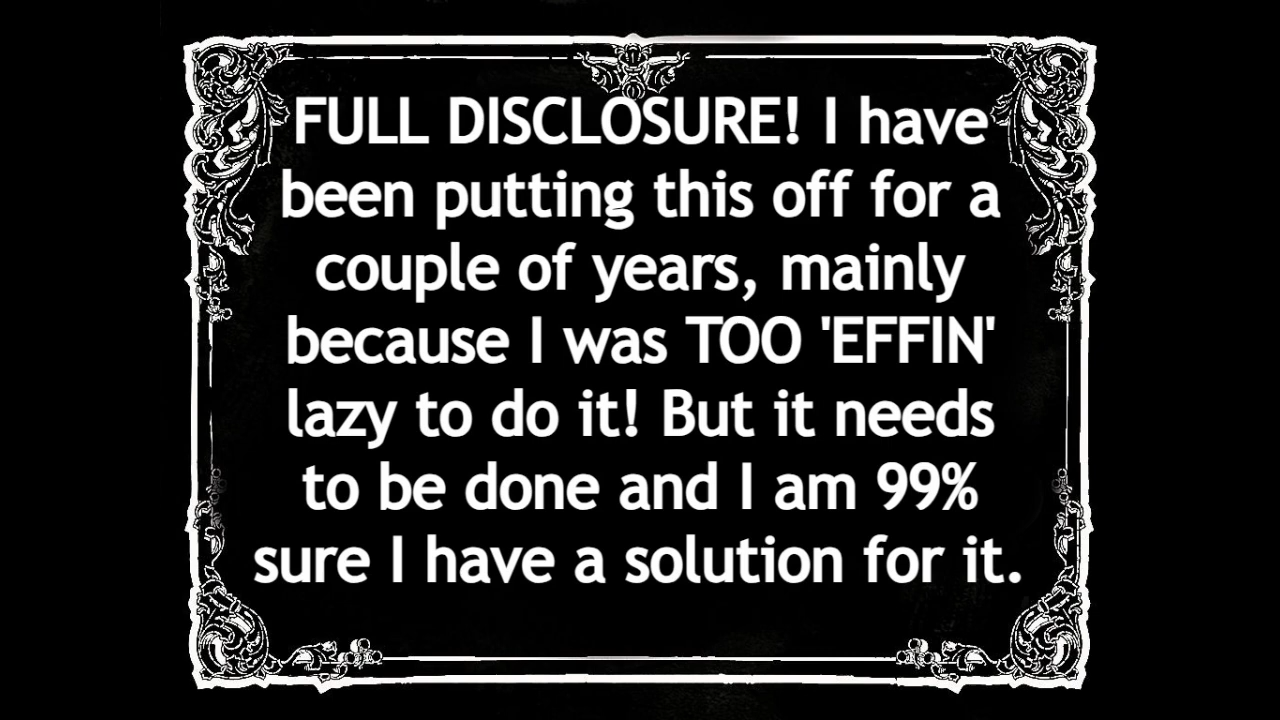 FULL DISCLOSURE! I have
been putting this off for a
couple of years, mainly
because I was TOO 'EFFIN'
lazy to do it! But it needs
to be done and I am 99%
sure I have a solution for it.